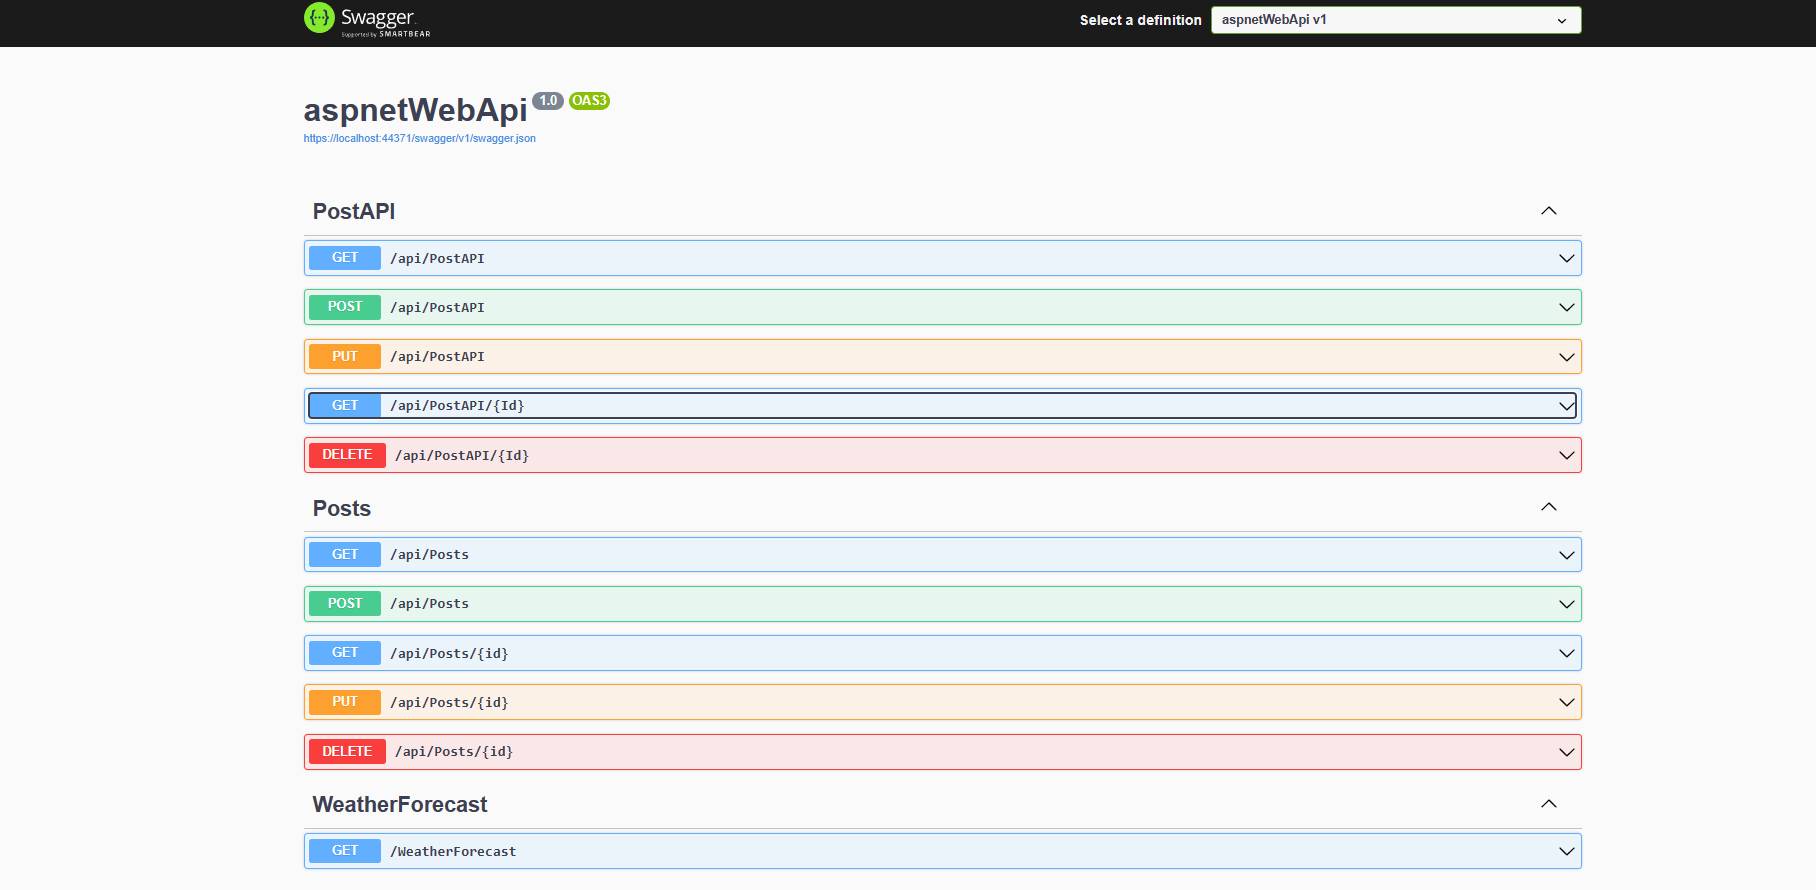 Swagger
Supported by SMARTBEAR
Select a definition
aspnetWebApi v1
aspnetWebApi 1.0 OAS3
https://localhost:44371/swagger/v1/swagger.json
PostAPI
GET /api/PostAPI
POST /api/PostAPI
PUT /api/PostAPI
GET /api/PostAPI/{Id}
DELETE /api/PostAPI/{Id}
Posts
GET /api/Posts
POST /api/Posts
GET /api/Posts/{id}
PUT /api/Posts/{id}
DELETE /api/Posts/{id}
WeatherForecast
GET /WeatherForecast